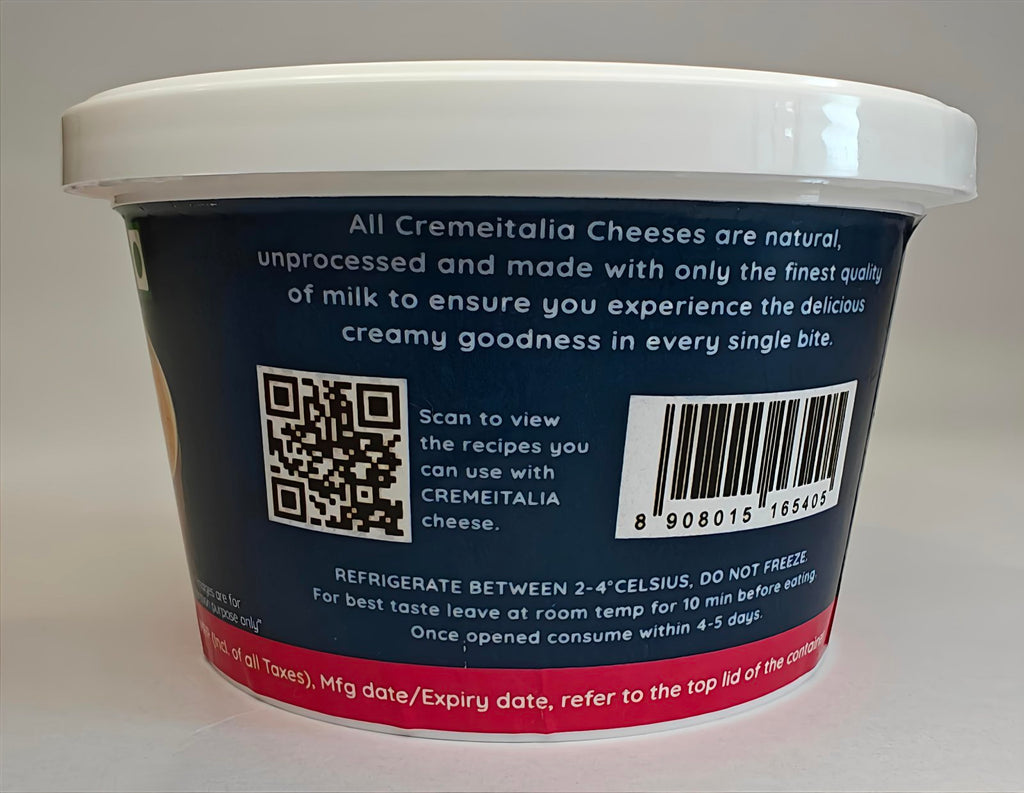 All Cremeitalia Cheeses are natural,
unprocessed and made with only the finest quality
of milk to ensure you experience the delicious
creamy goodness in every single bite.
Scan to view
the recipes you
can use with
CREMEITALIA
cheese.
8 908015 165405
REFRIGERATE BETWEEN 2-4°CELSIUS, DO NOT FREEZE.
For best taste leave at room temp for 10 min before eating.
Once opened consume within 4-5 days.
are for
purpose only"
(Incl. of all Taxes), Mfg date/Expiry date, refer to the top lid of the